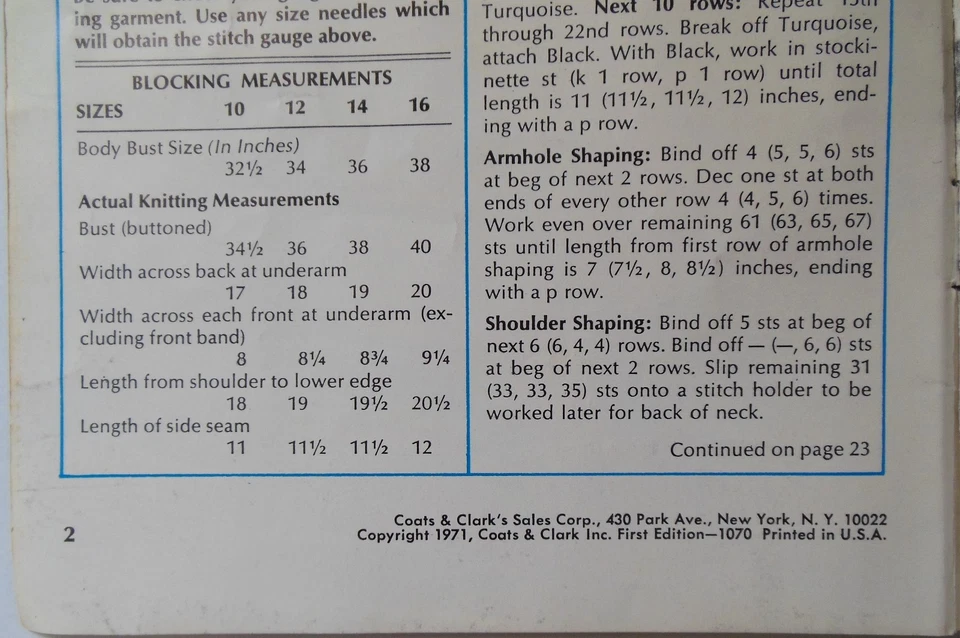 ing garment. Use any size needles which
will obtain the stitch gauge above.
BLOCKING MEASUREMENTS
SIZES 10 12 14 16
Body Bust Size (In Inches)
32½ 34 36 38
Actual Knitting Measurements
Bust (buttoned)
34½ 36 38 40
Width across back at underarm
17 18 19 20
Width across each front at underarm (ex-
cluding front band)
8 8¼ 8¾ 9¼
Length from shoulder to lower edge
18 19 19½ 20½
Length of side seam
11 11½ 11½ 12
Turquoise. Next 10 rows: Repeat 13th
through 22nd rows. Break off Turquoise,
attach Black. With Black, work in stocki-
nette st (k 1 row, p 1 row) until total
length is 11 (11½, 11½, 12) inches, end-
ing with a p row.
Armhole Shaping: Bind off 4 (5, 5, 6) sts
at beg of next 2 rows. Dec one st at both
ends of every other row 4 (4, 5, 6) times.
Work even over remaining 61 (63, 65, 67)
sts until length from first row of armhole
shaping is 7 (7½, 8, 8½) inches, ending
with a p row.
Shoulder Shaping: Bind off 5 sts at beg of
next 6 (6, 4, 4) rows. Bind off — (—, 6, 6) sts
at beg of next 2 rows. Slip remaining 31
(33, 33, 35) sts onto a stitch holder to be
worked later for back of neck.
Continued on page 23
2
Coats & Clark's Sales Corp., 430 Park Ave., New York, N. Y. 10022
Copyright 1971, Coats & Clark Inc. First Edition—1070 Printed in U.S.A.